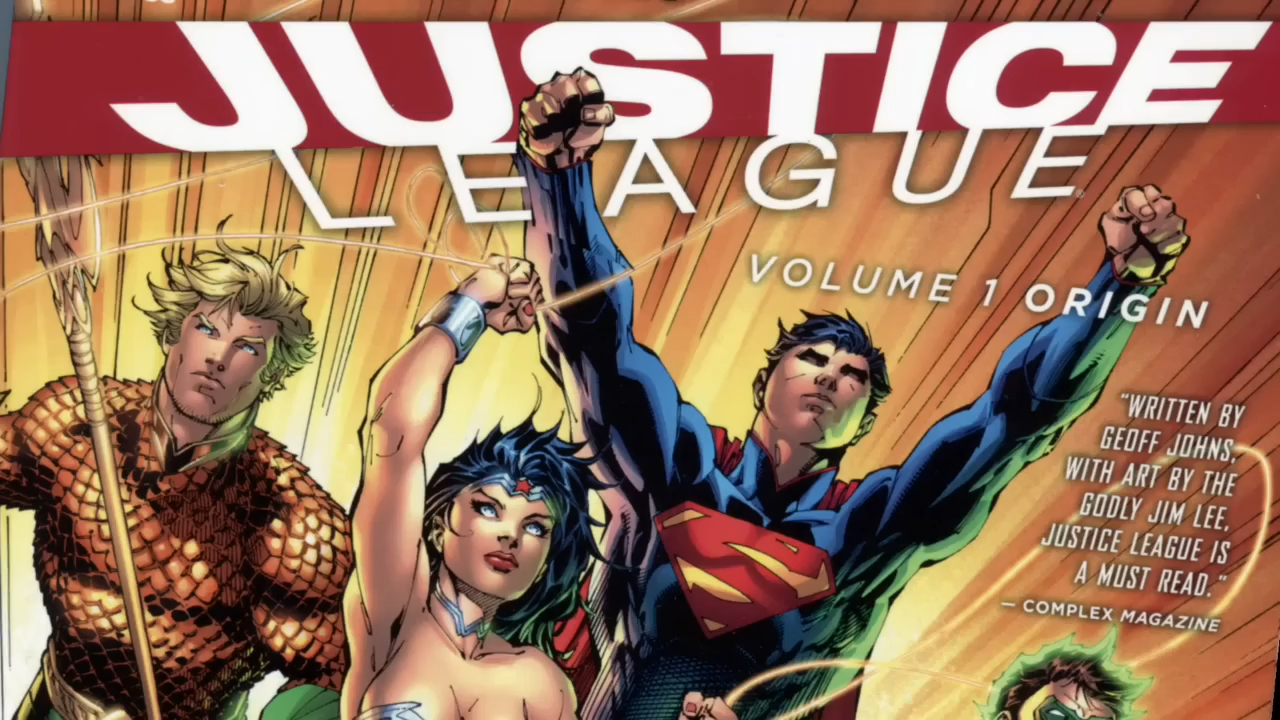 JUSTICE
LEAGUE
VOLUME 1 ORIGIN
"WRITTEN BY
GEOFF JOHNS,
WITH ART BY THE
GODLY JIM LEE,
JUSTICE LEAGUE IS
A MUST READ."
— COMPLEX MAGAZINE